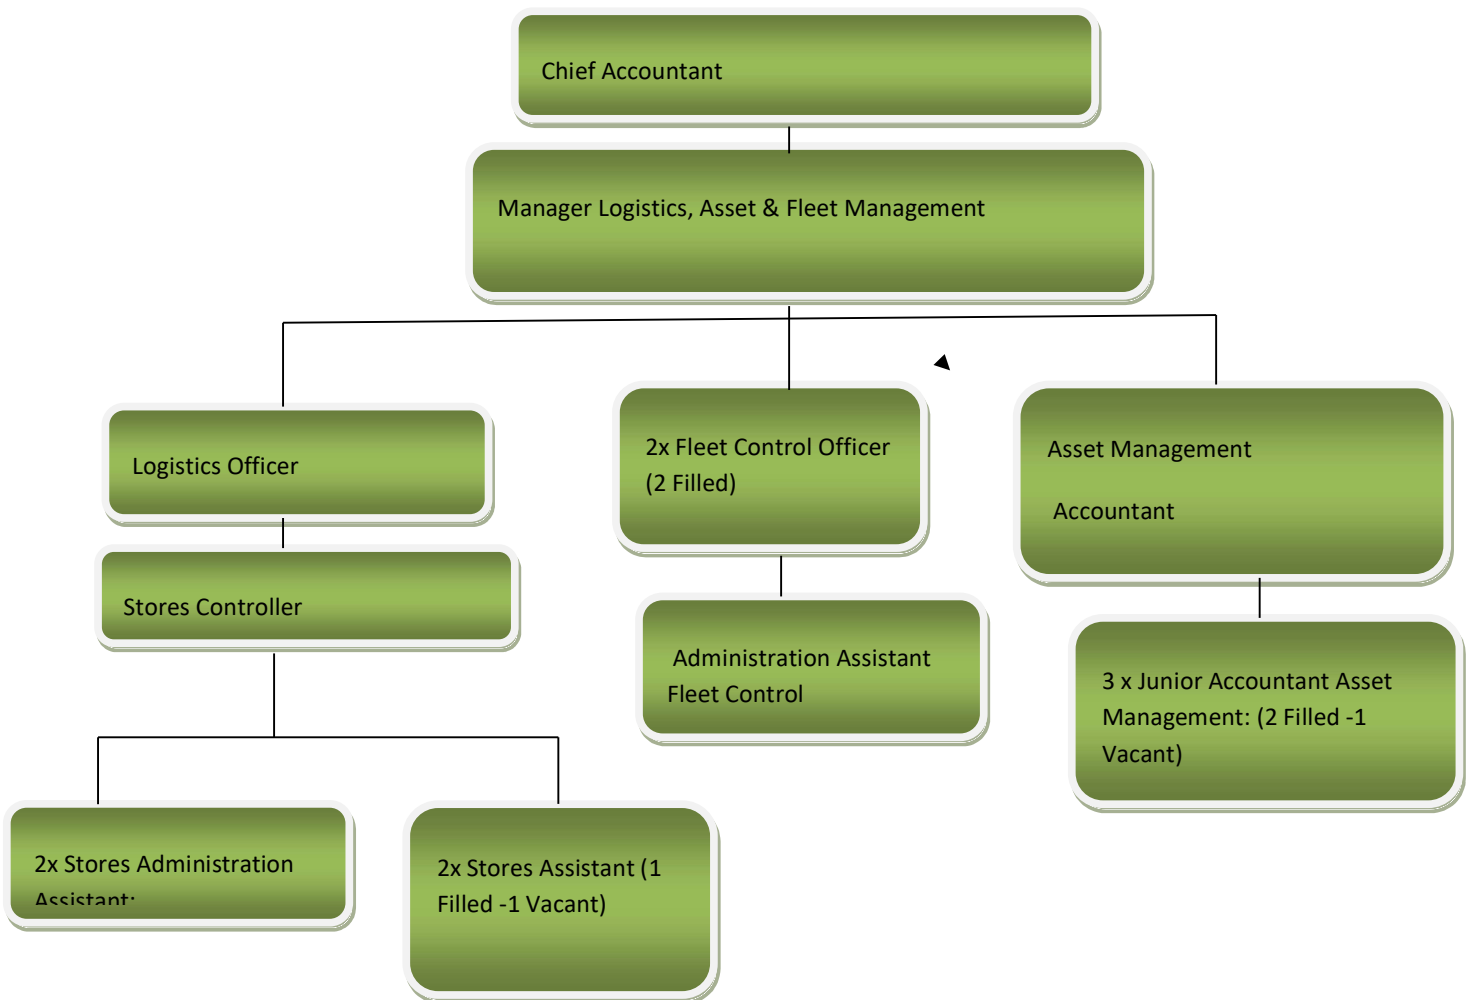 Chief Accountant
Manager Logistics, Asset & Fleet Management
Logistics Officer
2x Fleet Control Officer
(2 Filled)
Asset Management
Accountant
Stores Controller
Administration Assistant
Fleet Control
3 x Junior Accountant Asset
Management: (2 Filled -1
Vacant)
2x Stores Administration
Assistant:
2x Stores Assistant (1
Filled -1 Vacant)